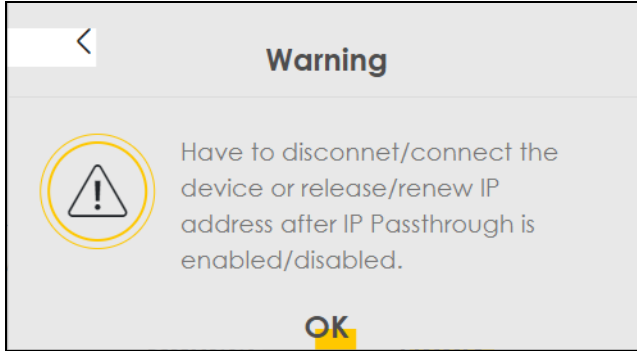 Warning
Have to disconnet/connect the
device or release/renew IP
address after IP Passthrough is
enabled/disabled.
OK